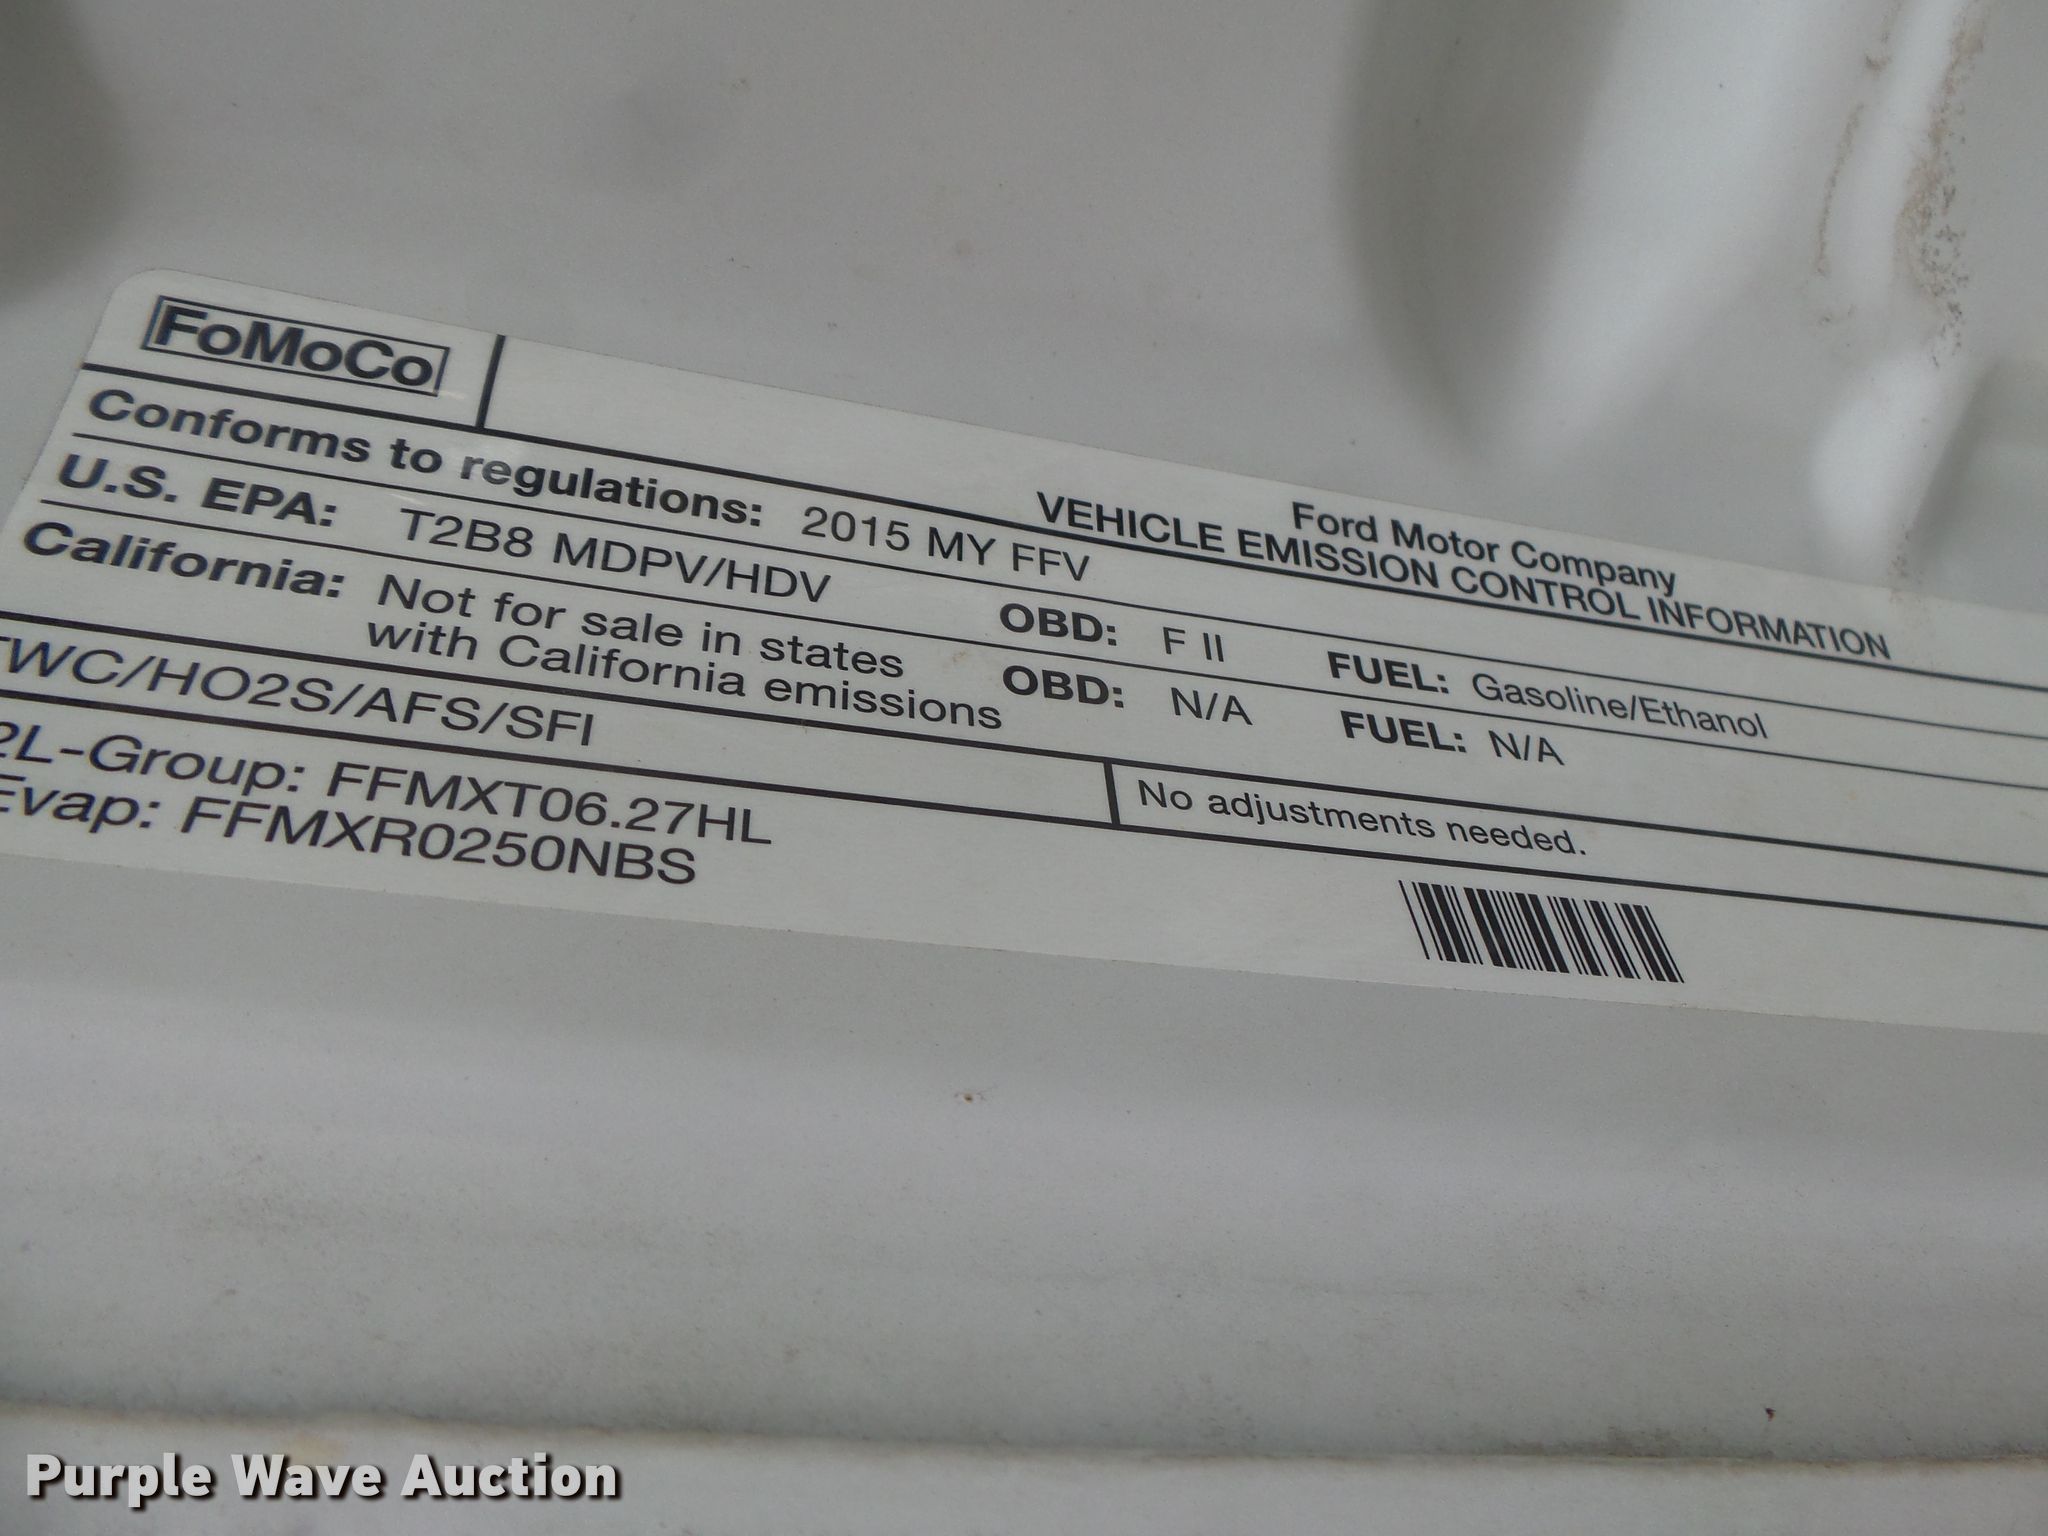 FoMoCo
Ford Motor Company
VEHICLE EMISSION CONTROL INFORMATION
Conforms to regulations: 2015 MY FFV
U.S. EPA: T2B8 MDPV/HDV OBD: F II FUEL: Gasoline/Ethanol
California: Not for sale in states with California emissions OBD: N/A FUEL: N/A
TWC/HO2S/AFS/SFI
No adjustments needed.
2L-Group: FFMXT06.27HL
Evap: FFMXR0250NBS
Purple Wave Auction